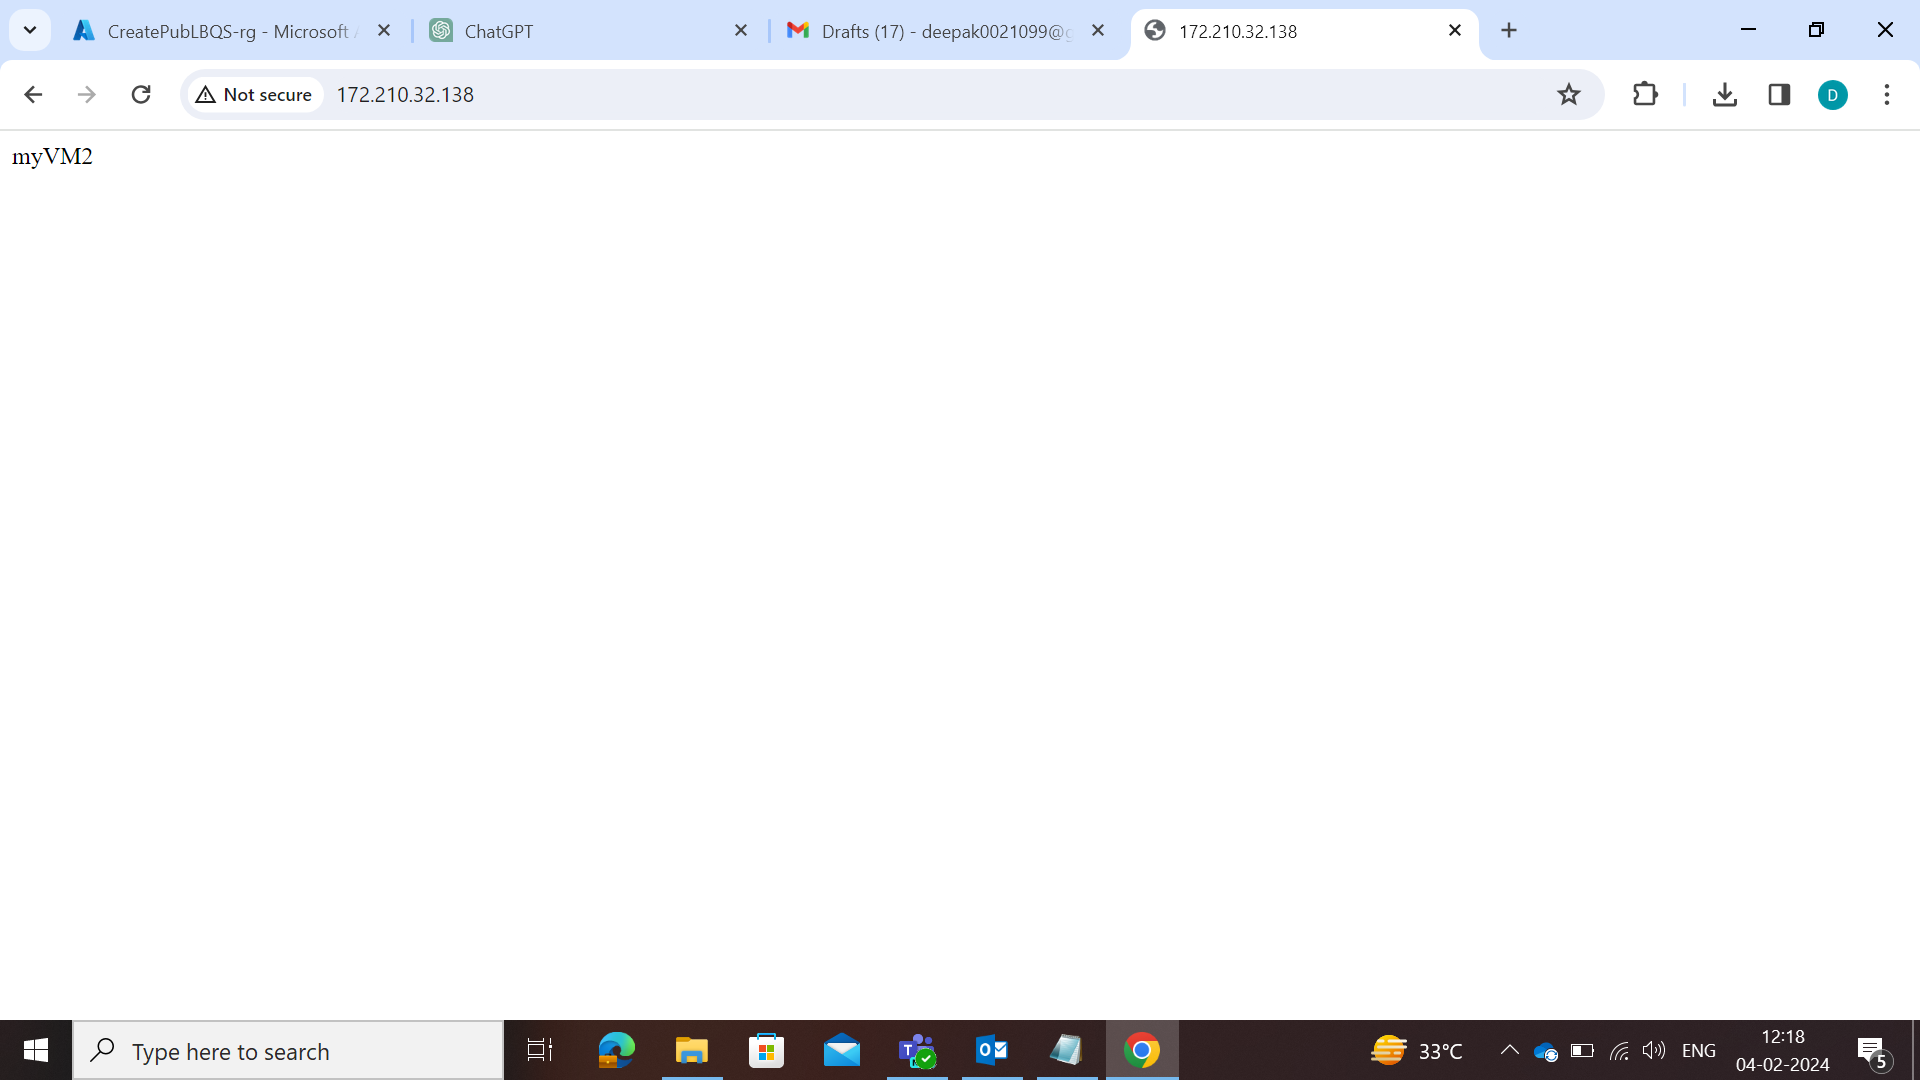 CreatePubLBQS-rg - Microsoft
ChatGPT
Drafts (17) - deepak0021099@
172.210.32.138
Not secure
172.210.32.138
D
myVM2
Type here to search
33°C
ENG
12:18
04-02-2024
5